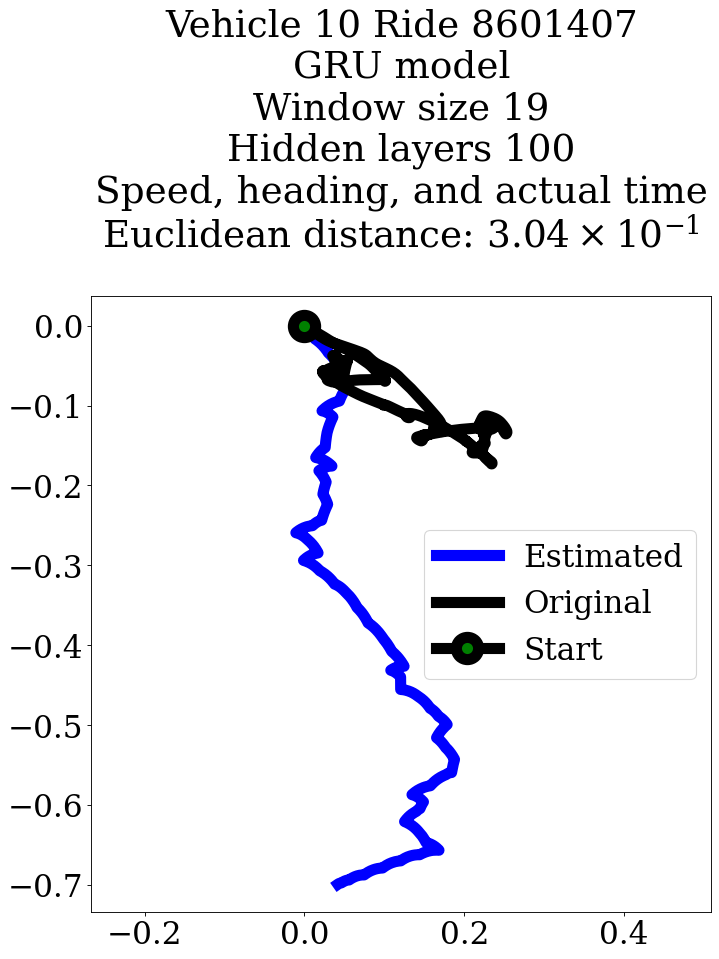 Vehicle 10 Ride 8601407
GRU model
Window size 19
Hidden layers 100
Speed, heading, and actual time
Euclidean distance: 3.04 × 10⁻¹
0.0
−0.1
−0.2
−0.3
−0.4
−0.5
−0.6
−0.7
Estimated
Original
Start
−0.2 0.0 0.2 0.4